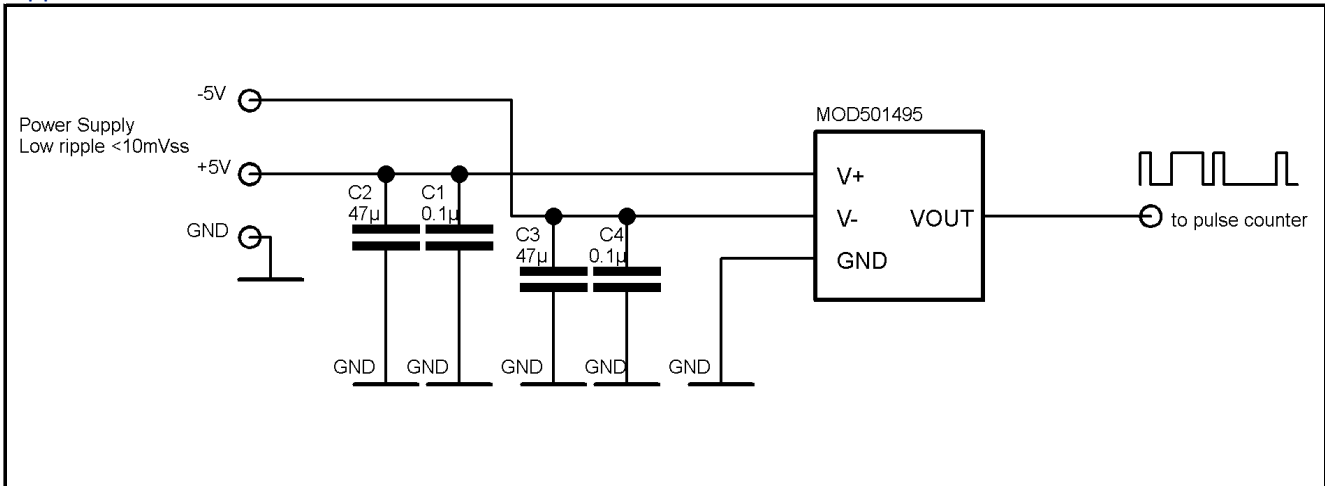 -5V
Power Supply
Low ripple <10mVss
+5V
GND
C2
47µ
C1
0.1µ
C3
47µ
C4
0.1µ
GND
GND
GND
GND
GND
MOD501495
V+
V-
GND
VOUT
to pulse counter